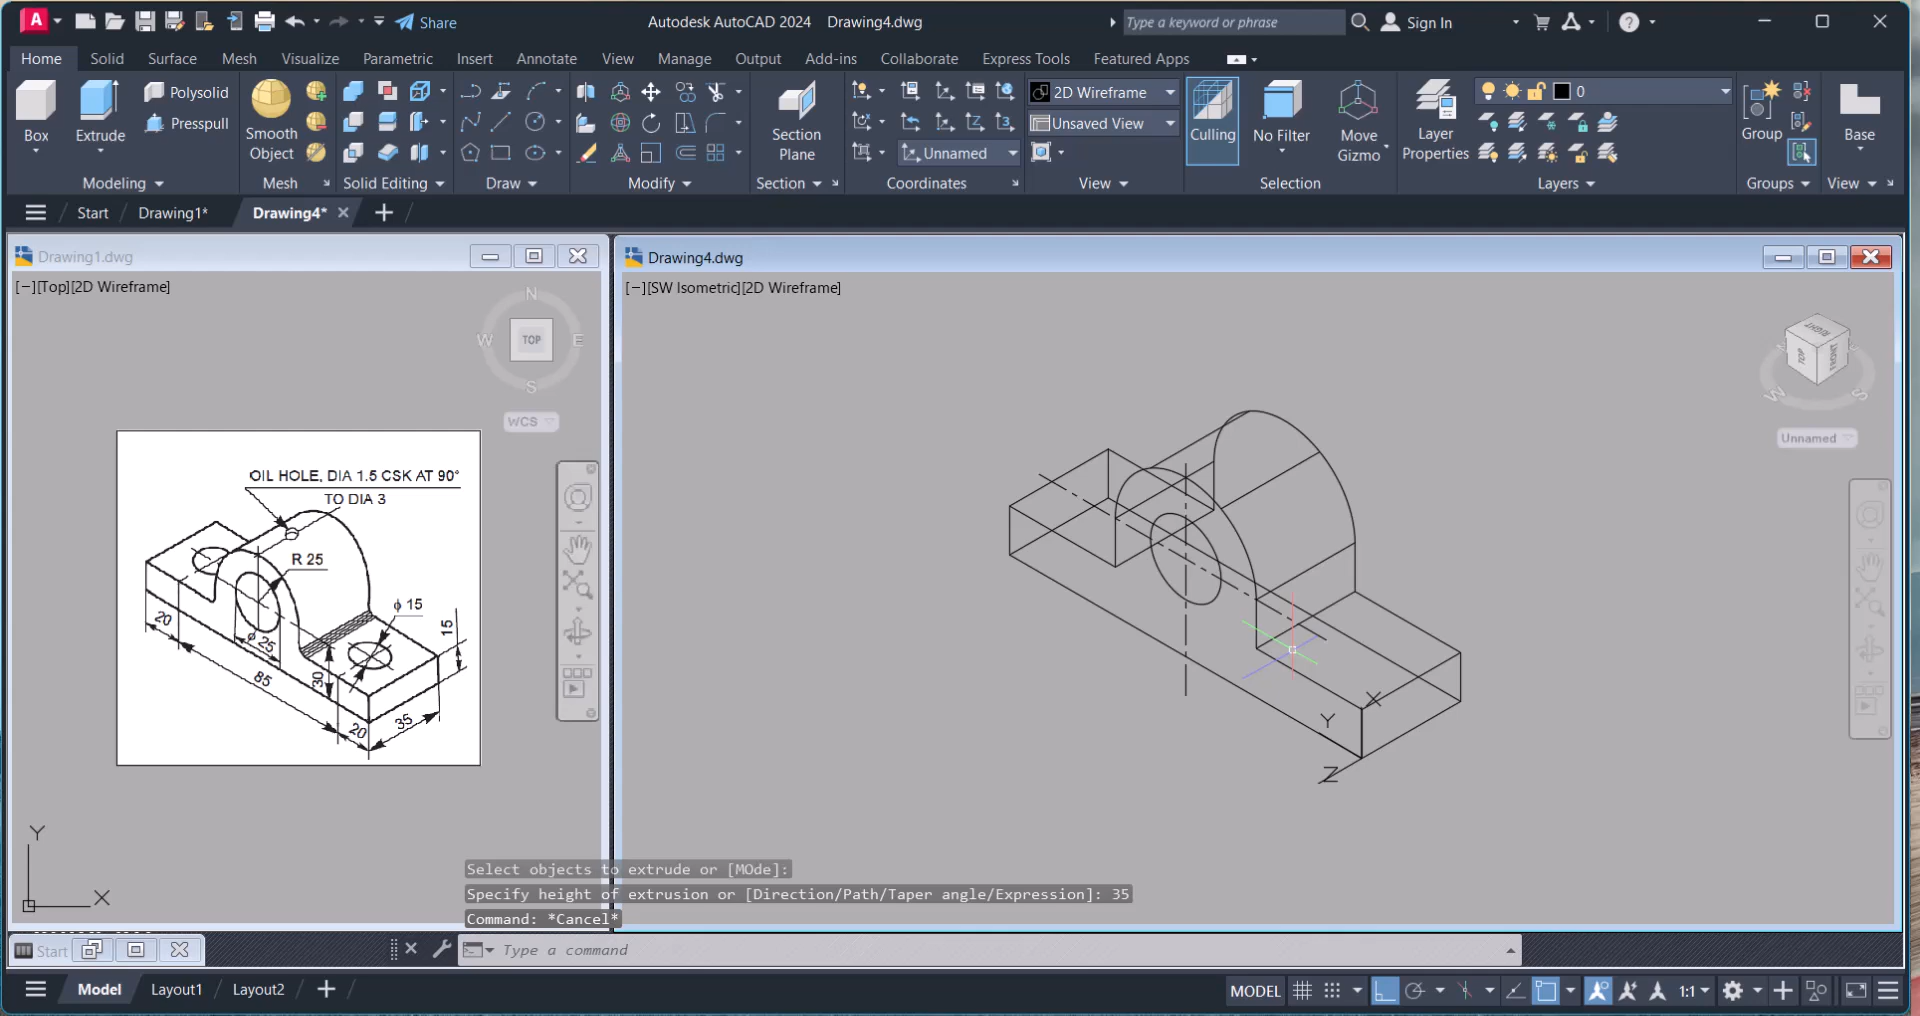 A Share Autodesk AutoCAD 2024 Drawing4.dwg Type a keyword or phrase Sign In
Home Solid Surface Mesh Visualize Parametric Insert Annotate View Manage Output Add-ins Collaborate Express Tools Featured Apps
Box
Extrude
Polysolid
Presspull
Modeling
Smooth
Object
Mesh
Solid Editing
Draw
Modify
Section
Plane
Section
Unnamed
Coordinates
2D Wireframe
Unsaved View
View
Culling
No Filter
Move
Gizmo
Selection
Layer
Properties
0
Layers
Group
Groups
Base
View
Start Drawing1* Drawing4*
Drawing1.dwg
[−][Top][2D Wireframe]
N
W TOP E
S
WCS
OIL HOLE, DIA 1.5 CSK AT 90°
TO DIA 3
R 25
ϕ 15
15
20
ϕ 25
30
85
35
20
Y
X
Drawing4.dwg
[−][SW Isometric][2D Wireframe]
RIGHT
TOP FRONT
W S
Unnamed
X
Y
Z
Select objects to extrude or [MOde]:
Specify height of extrusion or [Direction/Path/Taper angle/Expression]: 35
Command: *Cancel*
Start
Type a command
Model Layout1 Layout2
MODEL 1:1